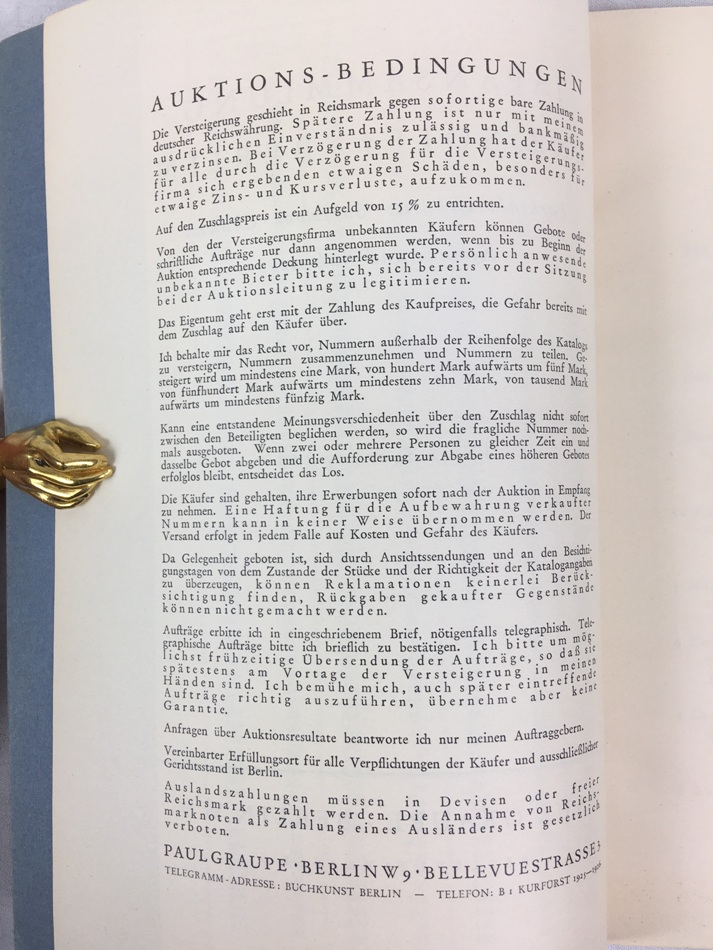 AUKTIONS-BEDINGUNGEN
Die Versteigerung geschieht in Reichsmark gegen sofortige bare Zahlung in
deutscher Reichswährung. Spätere Zahlung ist nur mit meinem
ausdrücklichen Einverständnis zulässig und bankmäßig
zu verzinsen. Bei Verzögerung der Zahlung hat der Käufer
für alle durch die Verzögerung für die Versteigerungs-
firma sich ergebenden etwaigen Schäden, besonders für
etwaige Zins- und Kursverluste, aufzukommen.
Auf den Zuschlagspreis ist ein Aufgeld von 15 % zu entrichten.
Von den der Versteigerungsfirma unbekannten Käufern können Gebote oder
schriftliche Aufträge nur dann angenommen werden, wenn bis zu Beginn der
Auktion entsprechende Deckung hinterlegt wurde. Persönlich anwesende
unbekannte Bieter bitte ich, sich bereits vor der Sitzung
bei der Auktionsleitung zu legitimieren.
Das Eigentum geht erst mit der Zahlung des Kaufpreises, die Gefahr bereits mit
dem Zuschlag auf den Käufer über.
Ich behalte mir das Recht vor, Nummern außerhalb der Reihenfolge des Katalogs
zu versteigern, Nummern zusammenzunehmen und Nummern zu teilen. Ge-
steigert wird um mindestens eine Mark, von hundert Mark aufwärts um fünf Mark,
von fünfhundert Mark aufwärts um mindestens zehn Mark, von tausend Mark
aufwärts um mindestens fünfzig Mark.
Kann eine entstandene Meinungsverschiedenheit über den Zuschlag nicht sofort
zwischen den Beteiligten beglichen werden, so wird die fragliche Nummer noch-
mals ausgeboten. Wenn zwei oder mehrere Personen zu gleicher Zeit ein und
dasselbe Gebot abgeben und die Aufforderung zur Abgabe eines höheren Gebotes
erfolglos bleibt, entscheidet das Los.
Die Käufer sind gehalten, ihre Erwerbungen sofort nach der Auktion in Empfang
zu nehmen. Eine Haftung für die Aufbewahrung verkaufter
Nummern kann in keiner Weise übernommen werden. Der
Versand erfolgt in jedem Falle auf Kosten und Gefahr des Käufers.
Da Gelegenheit geboten ist, sich durch Ansichtssendungen und an den Besichti-
gungstagen von dem Zustande der Stücke und der Richtigkeit der Katalogangaben
zu überzeugen, können Reklamationen keinerlei Berück-
sichtigung finden, Rückgaben gekaufter Gegenstände
können nicht gemacht werden.
Aufträge erbitte ich in eingeschriebenem Brief, nötigenfalls telegraphisch. Tele-
graphische Aufträge bitte ich brieflich zu bestätigen. Ich bitte um mög-
lichst frühzeitige Übersendung der Aufträge, so daß sie
spätestens am Vortage der Versteigerung in meinen
Händen sind. Ich bemühe mich, auch später eintreffende
Aufträge richtig auszuführen, übernehme aber keine
Garantie.
Anfragen über Auktionsresultate beantworte ich nur meinen Auftraggebern.
Vereinbarter Erfüllungsort für alle Verpflichtungen der Käufer und ausschließlicher
Gerichtsstand ist Berlin.
Auslandszahlungen müssen in Devisen oder freier
Reichsmark gezahlt werden. Die Annahme von Reichs-
marknoten als Zahlung eines Ausländers ist gesetzlich
verboten.
PAUL GRAUPE · BERLIN W 9 · BELLEVUESTRASSE 3
TELEGRAMM-ADRESSE: BUCHKUNST BERLIN — TELEFON: B 1 KURFÜRST 1925—1926